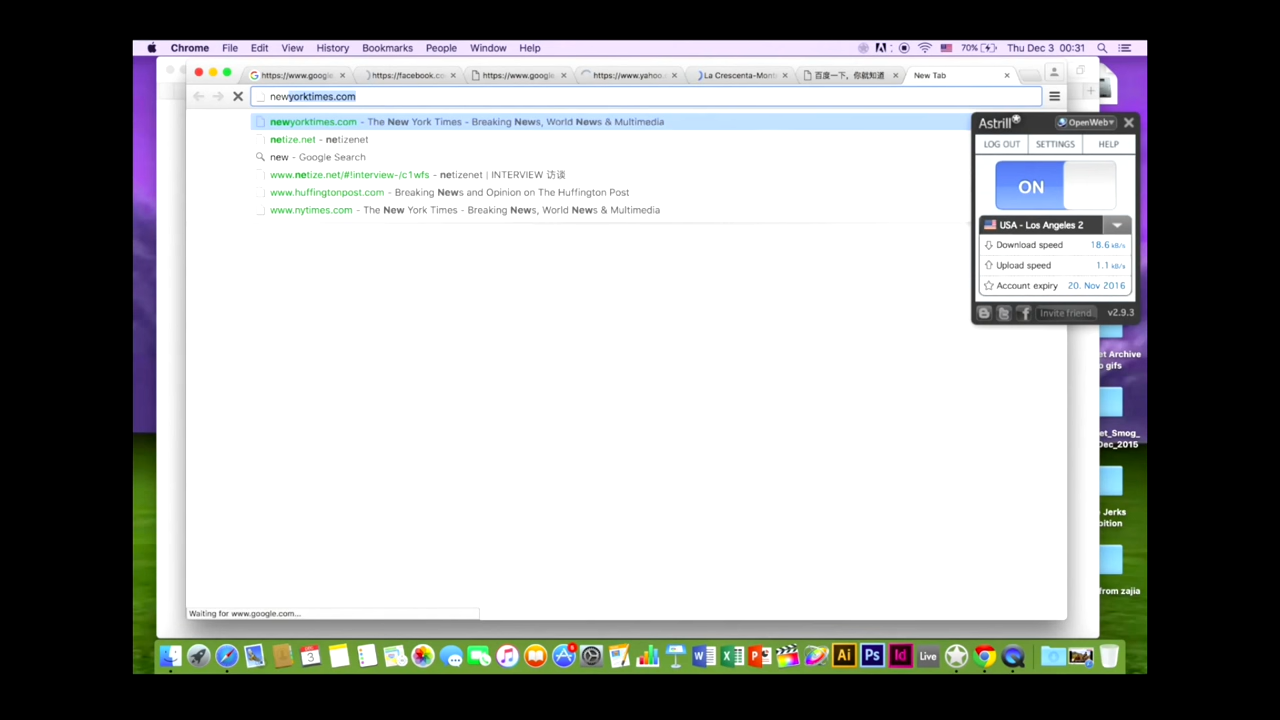 Chrome File Edit View History Bookmarks People Window Help 70% Thu Dec 3 00:31
https://www.google. https://facebook.co https://www.google. https://www.yahoo. La Crescenta-Mont 百度一下，你就知道 New Tab
newyorktimes.com
newyorktimes.com - The New York Times - Breaking News, World News & Multimedia
netize.net - netizenet
new - Google Search
www.netize.net/#!interview-/c1wfs - netizenet | INTERVIEW 访谈
www.huffingtonpost.com - Breaking News and Opinion on The Huffington Post
www.nytimes.com - The New York Times - Breaking News, World News & Multimedia
Astrill OpenWeb
LOG OUT SETTINGS HELP
ON
USA - Los Angeles 2
Download speed 18.6 kB/s
Upload speed 1.1 kB/s
Account expiry 20. Nov 2016
Invite friend v2.9.3
et Archive
o gifs
et_Smog_
Dec_2015
Jerks
bition
from zajia
Waiting for www.google.com...
3 Ai Ps Id Live